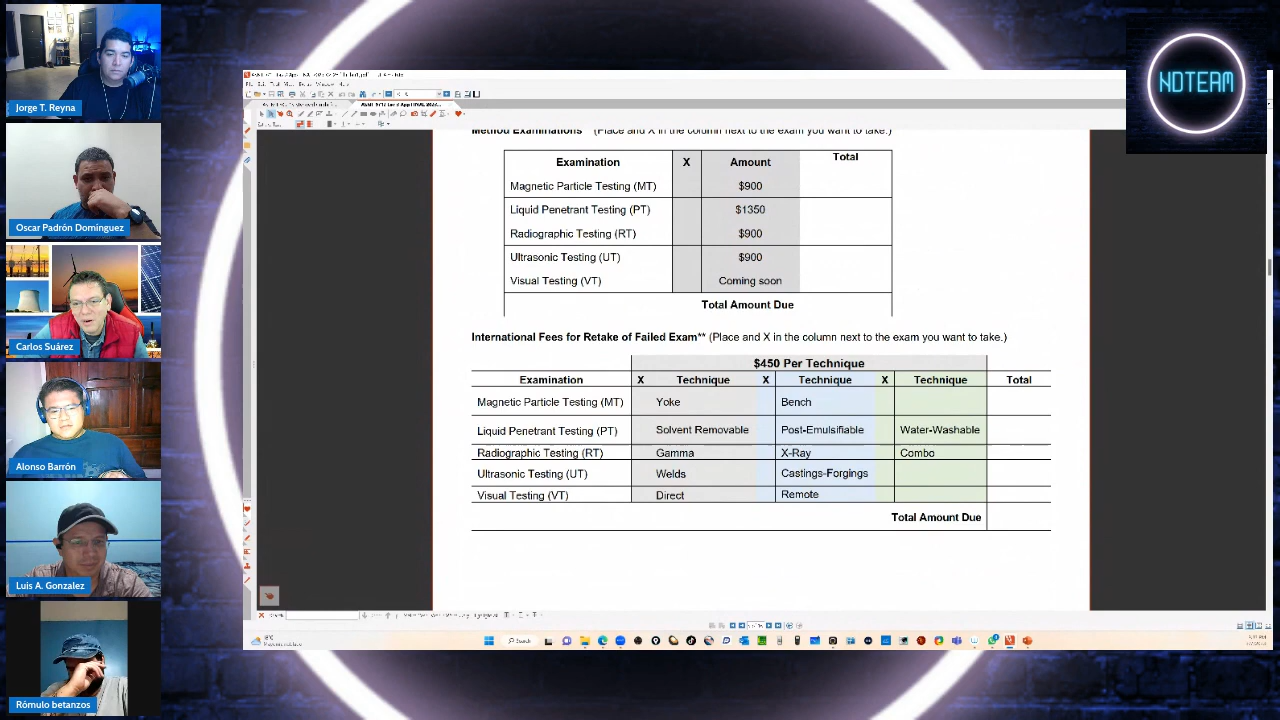 Jorge T. Reyna
Oscar Padrón Domínguez
Carlos Suárez
Alonso Barrón
Luis A. Gonzalez
Rómulo betanzos
NDTEAM
Method Examinations (Place and X in the column next to the exam you want to take.)
Examination X Amount Total
Magnetic Particle Testing (MT) $900
Liquid Penetrant Testing (PT) $1350
Radiographic Testing (RT) $900
Ultrasonic Testing (UT) $900
Visual Testing (VT) Coming soon
Total Amount Due
International Fees for Retake of Failed Exam** (Place and X in the column next to the exam you want to take.)
$450 Per Technique
Examination X Technique X Technique X Technique Total
Magnetic Particle Testing (MT) Yoke Bench
Liquid Penetrant Testing (PT) Solvent Removable Post-Emulsifiable Water-Washable
Radiographic Testing (RT) Gamma X-Ray Combo
Ultrasonic Testing (UT) Welds Castings-Forgings
Visual Testing (VT) Direct Remote
Total Amount Due
Search